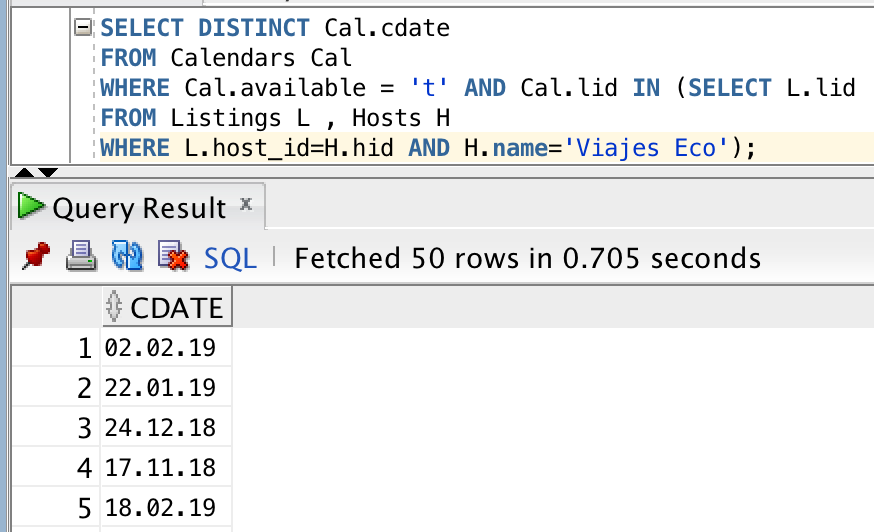 SELECT DISTINCT Cal.cdate
FROM Calendars Cal
WHERE Cal.available = 't' AND Cal.lid IN (SELECT L.lid
FROM Listings L , Hosts H
WHERE L.host_id=H.hid AND H.name='Viajes Eco');
Query Result x
SQL | Fetched 50 rows in 0.705 seconds
CDATE
1 02.02.19
2 22.01.19
3 24.12.18
4 17.11.18
5 18.02.19